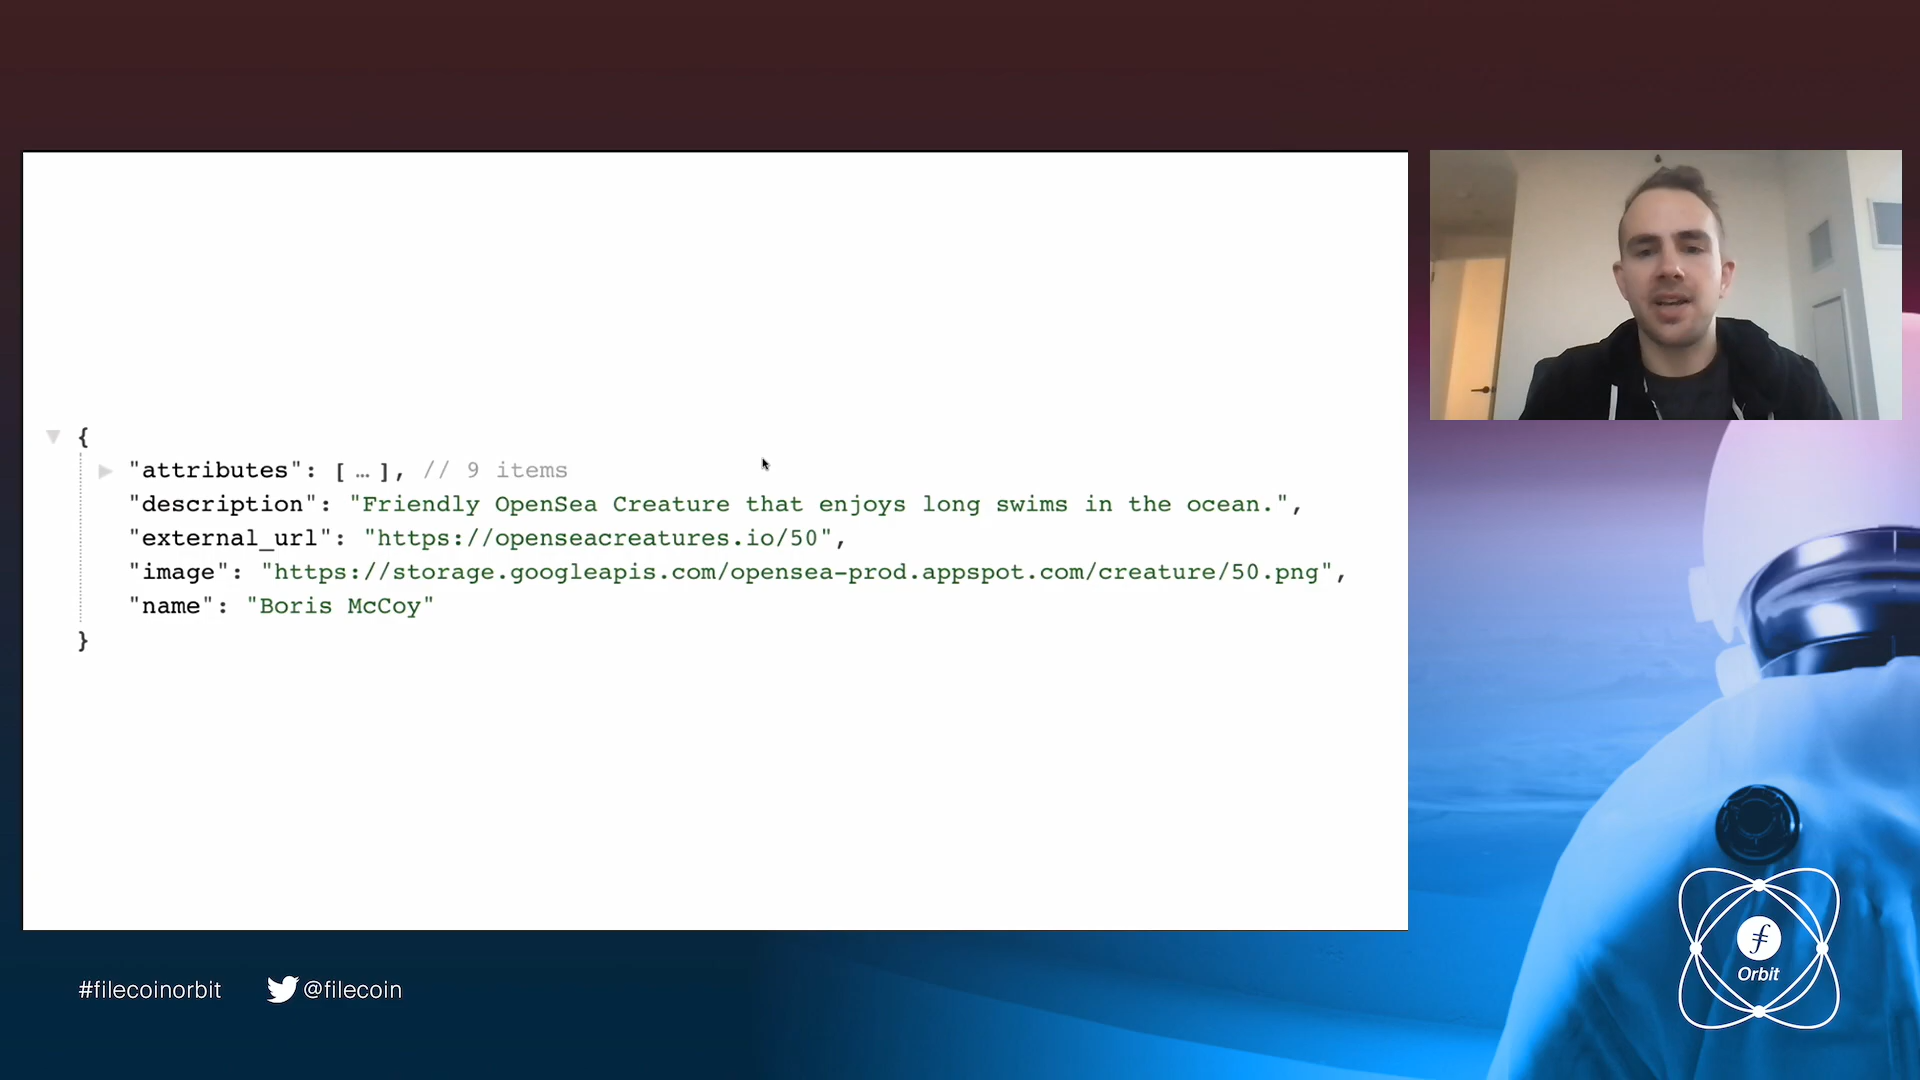 {
"attributes": [ … ], // 9 items
"description": "Friendly OpenSea Creature that enjoys long swims in the ocean.",
"external_url": "https://openseacreatures.io/50",
"image": "https://storage.googleapis.com/opensea-prod.appspot.com/creature/50.png",
"name": "Boris McCoy"
}
#filecoinorbit
@filecoin
Orbit